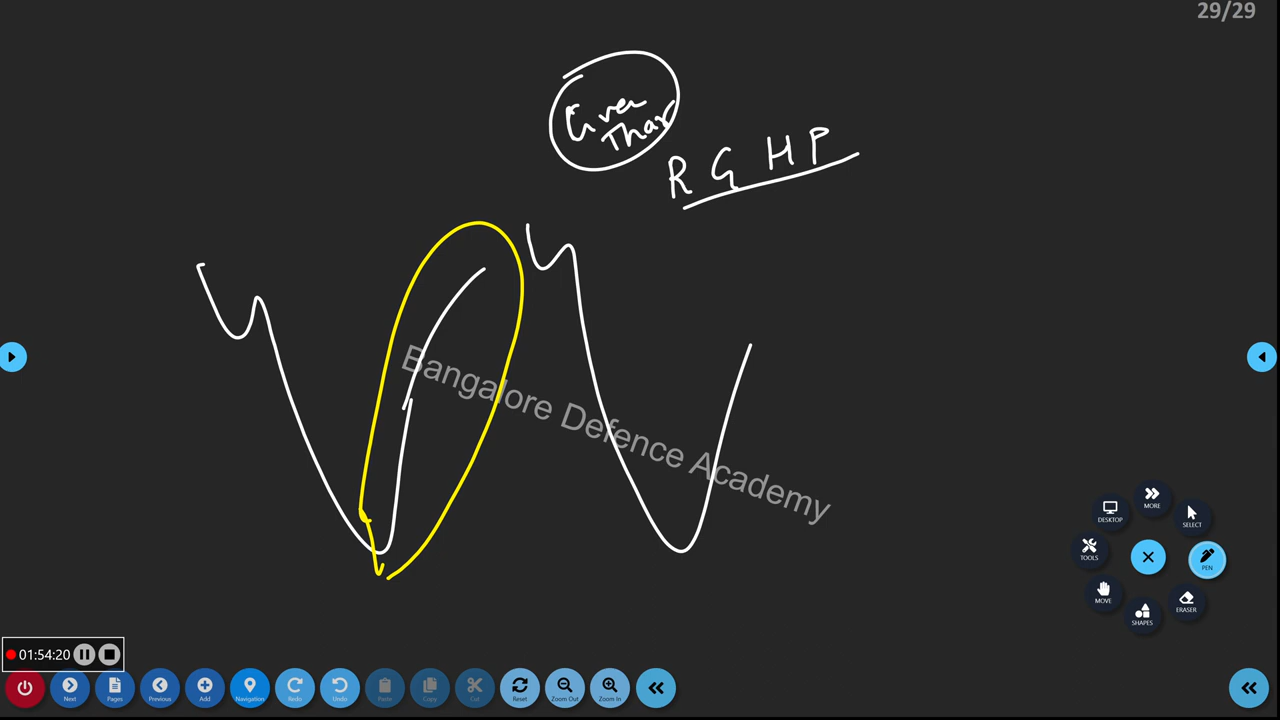 29/29
Green
Thar
R G H P
Bangalore Defence Academy
MORE
DESKTOP
SELECT
TOOLS
PEN
MOVE
ERASER
SHAPES
01:54:20
Next
Pages
Previous
Add
Navigation
Redo
Undo
Paste
Copy
Cut
Reset
Zoom Out
Zoom In